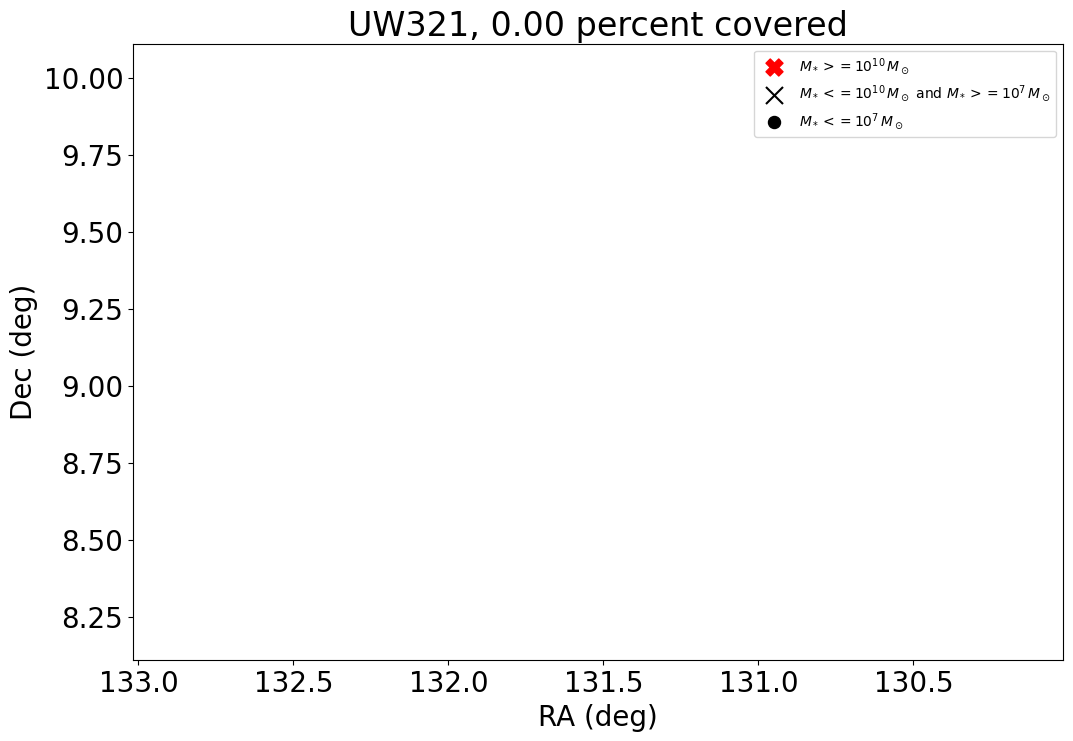 UW321, 0.00 percent covered
M* >= 10^10 M⊙
M* <= 10^10 M⊙ and M* >= 10^7 M⊙
M* <= 10^7 M⊙
10.00
9.75
9.50
9.25
9.00
8.75
8.50
8.25
Dec (deg)
133.0 132.5 132.0 131.5 131.0 130.5
RA (deg)